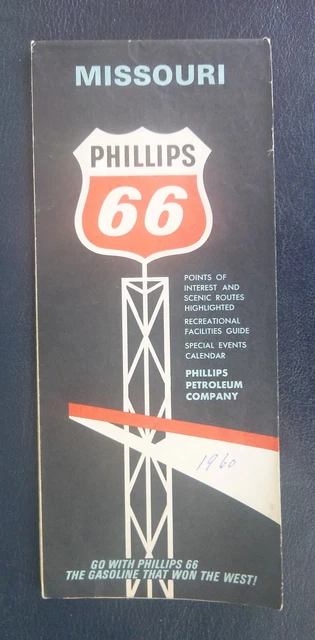 MISSOURI
PHILLIPS
66
POINTS OF
INTEREST AND
SCENIC ROUTES
HIGHLIGHTED
RECREATIONAL
FACILITIES GUIDE
SPECIAL EVENTS
CALENDAR
PHILLIPS
PETROLEUM
COMPANY
1960
GO WITH PHILLIPS 66
THE GASOLINE THAT WON THE WEST!